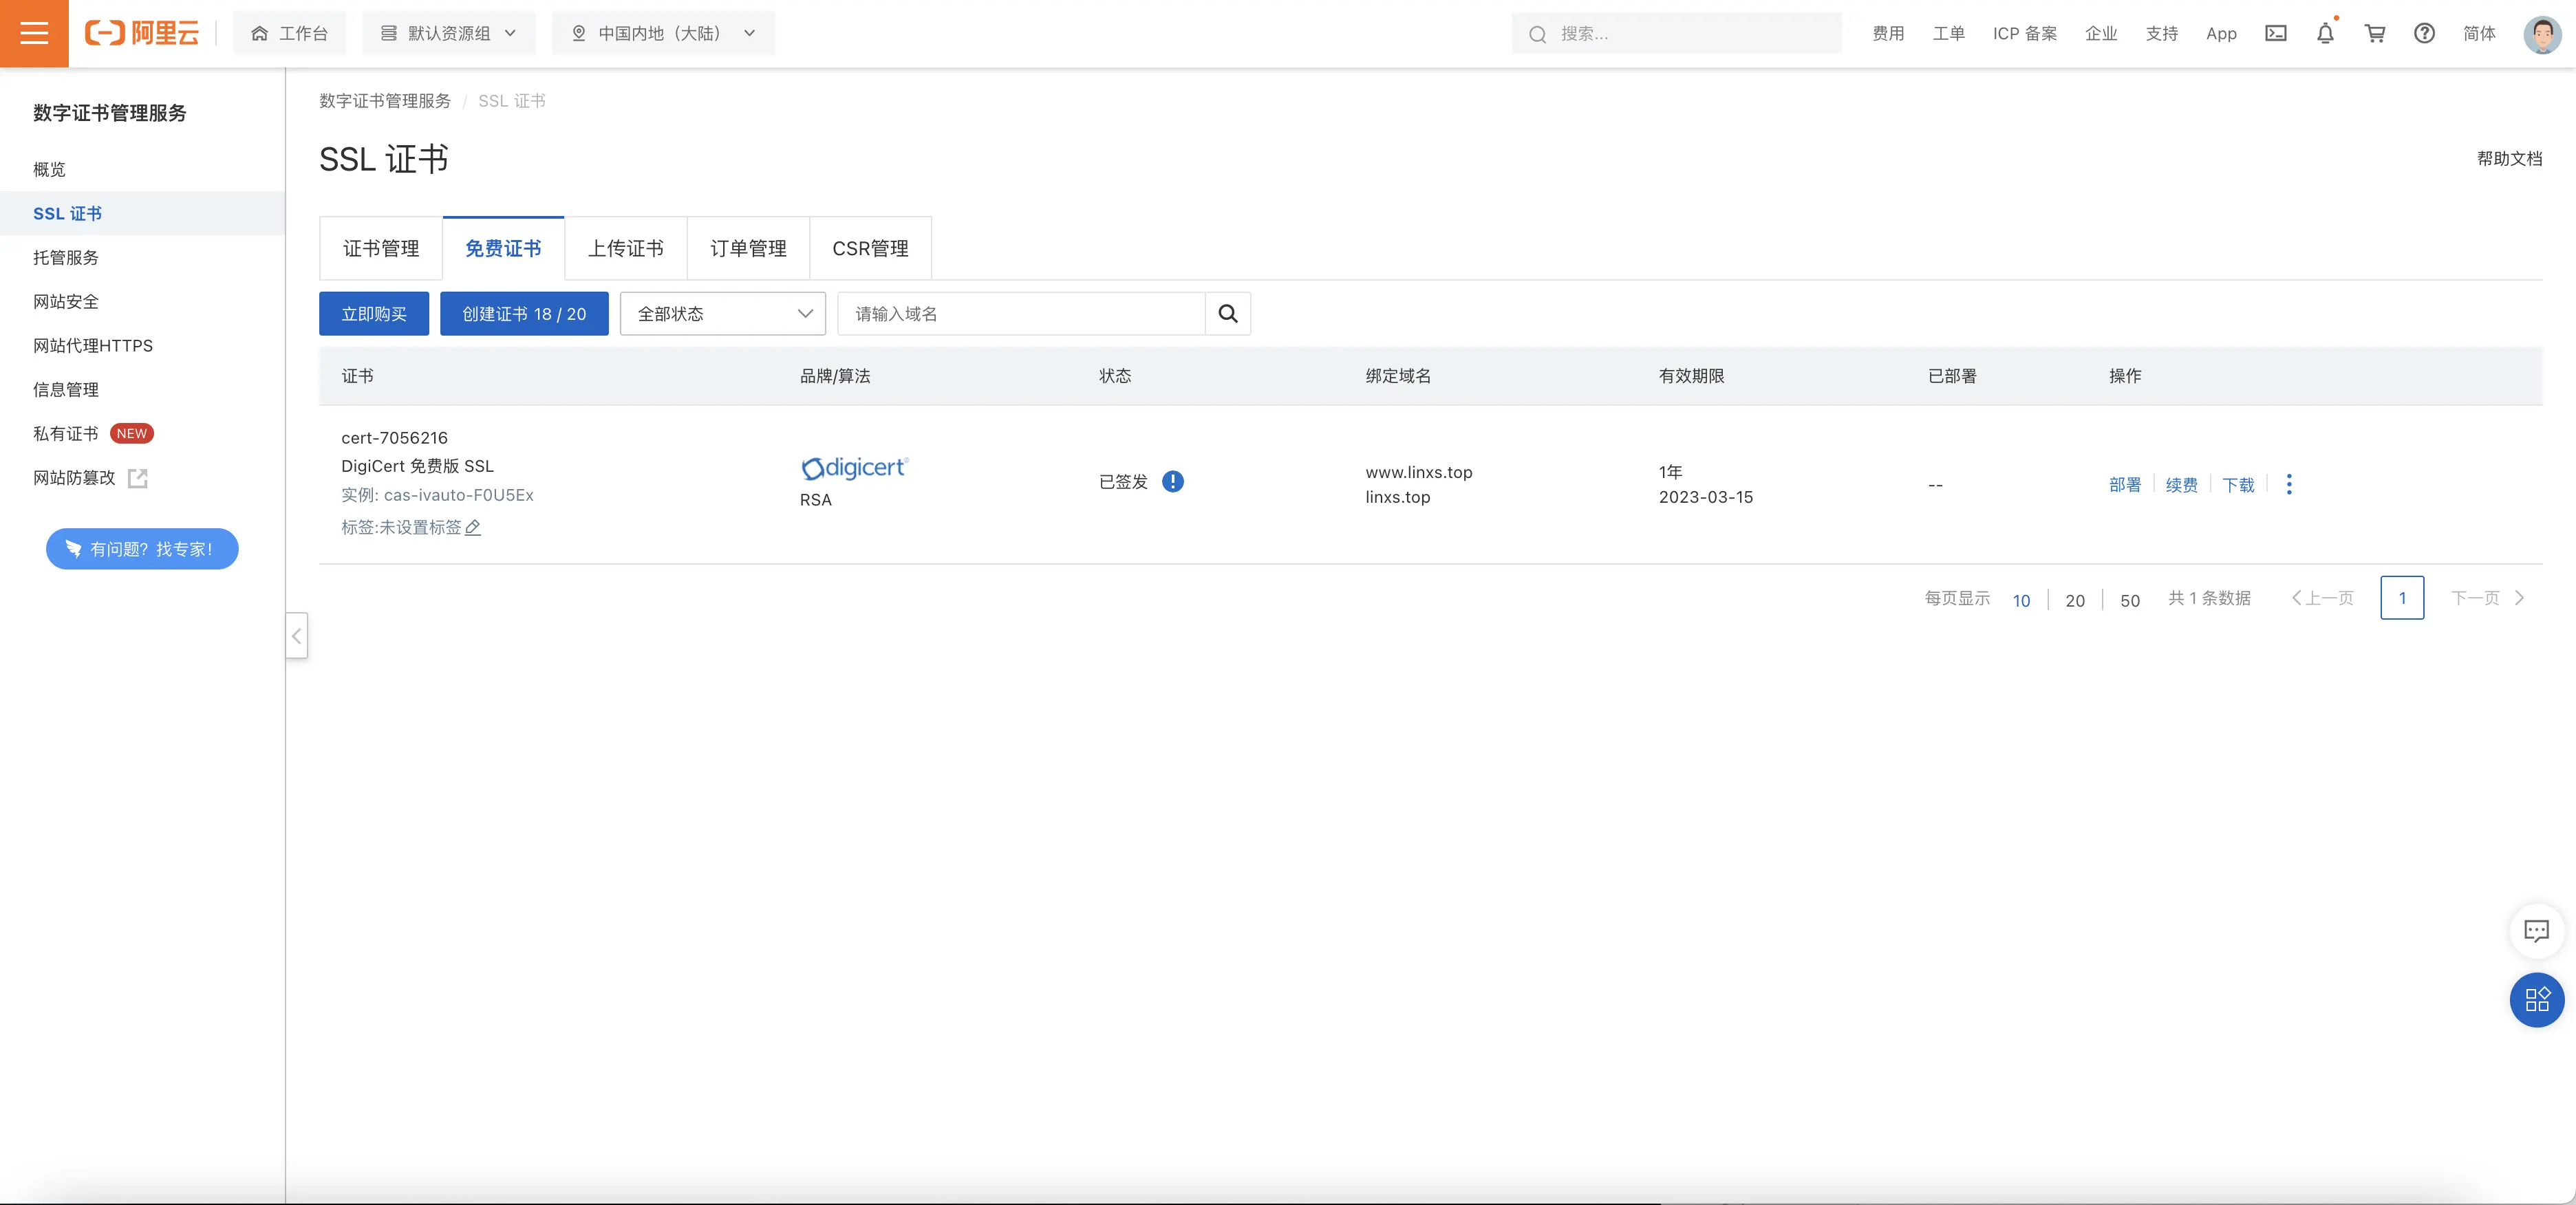 阿里云
工作台
默认资源组
中国内地（大陆）
搜索...
费用
工单
ICP 备案
企业
支持
App
简体
数字证书管理服务
概览
SSL 证书
托管服务
网站安全
网站代理HTTPS
信息管理
私有证书 NEW
网站防篡改
有问题？找专家！
数字证书管理服务 / SSL 证书
SSL 证书
帮助文档
证书管理
免费证书
上传证书
订单管理
CSR管理
立即购买
创建证书 18 / 20
全部状态
请输入域名
证书
品牌/算法
状态
绑定域名
有效期限
已部署
操作
cert-7056216
DigiCert 免费版 SSL
实例: cas-ivauto-F0U5Ex
标签:未设置标签
digicert
RSA
已签发
www.linxs.top
linxs.top
1年
2023-03-15
--
部署
续费
下载
每页显示
10
20
50
共 1 条数据
上一页
1
下一页